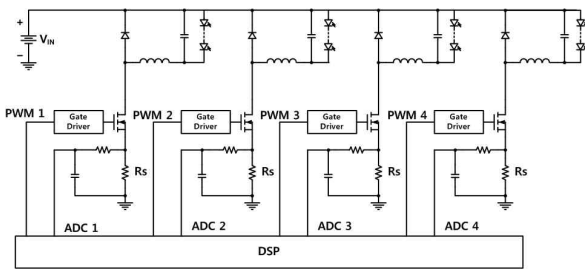 +
V_IN
−
PWM 1
Gate
Driver
PWM 2
Gate
Driver
PWM 3
Gate
Driver
PWM 4
Gate
Driver
Rs
Rs
Rs
Rs
ADC 1
ADC 2
ADC 3
ADC 4
DSP